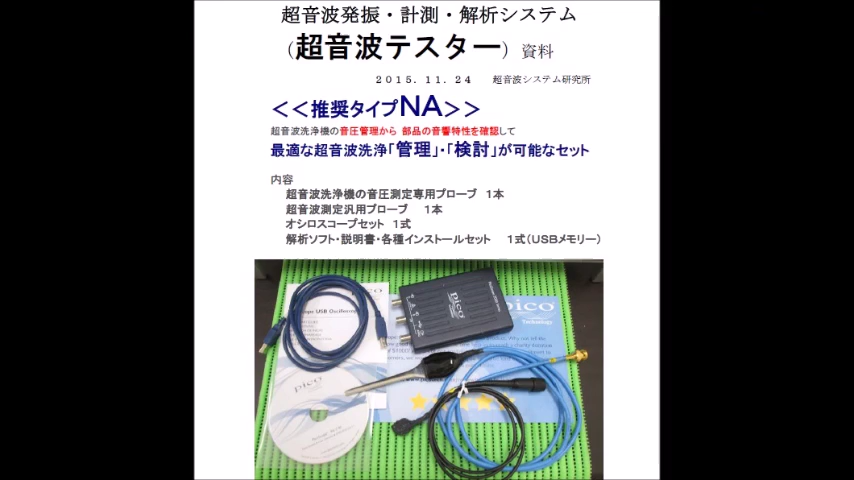 超音波発振・計測・解析システム
（超音波テスター）資料
２０１５．１１．２４　超音波システム研究所
＜＜推奨タイプNA＞＞
超音波洗浄機の音圧管理から 部品の音響特性を確認して
最適な超音波洗浄「管理」・「検討」が可能なセット
内容
超音波洗浄機の音圧測定専用プローブ　１本
超音波測定汎用プローブ　１本
オシロスコープセット　１式
解析ソフト・説明書・各種インストールセット　１式（ＵＳＢメモリー）
pico
pico
Technology
USB Oscilloscope
pico